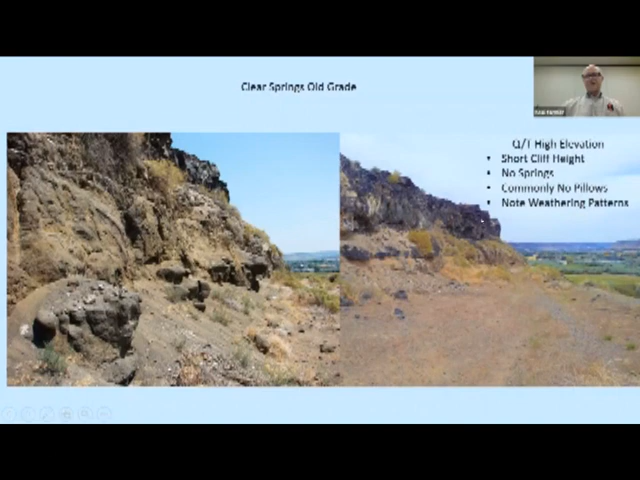 Clear Springs Old Grade
Q/T High Elevation
• Short Cliff Height
• No Springs
• Commonly No Pillows
• Note Weathering Patterns